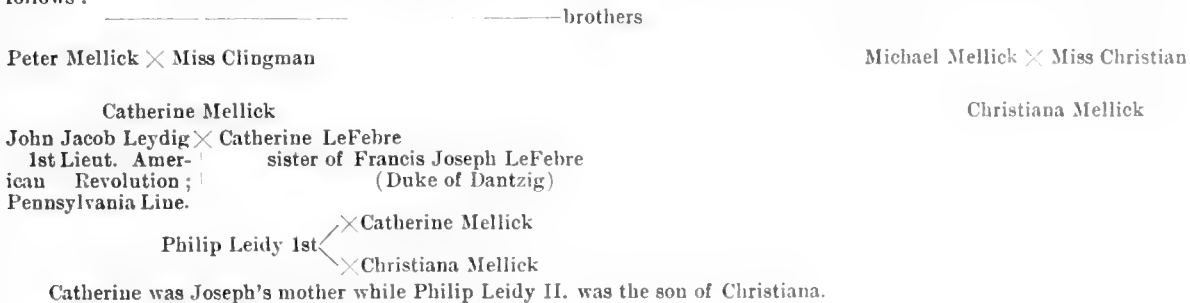 brothers
Peter Mellick × Miss Clingman
Michael Mellick × Miss Christian
Catherine Mellick
Christiana Mellick
John Jacob Leydig × Catherine LeFebre
1st Lieut. Amer- sister of Francis Joseph LeFebre
ican Revolution; (Duke of Dantzig)
Pennsylvania Line.
×Catherine Mellick
Philip Leidy 1st
×Christiana Mellick
Catherine was Joseph's mother while Philip Leidy II. was the son of Christiana.